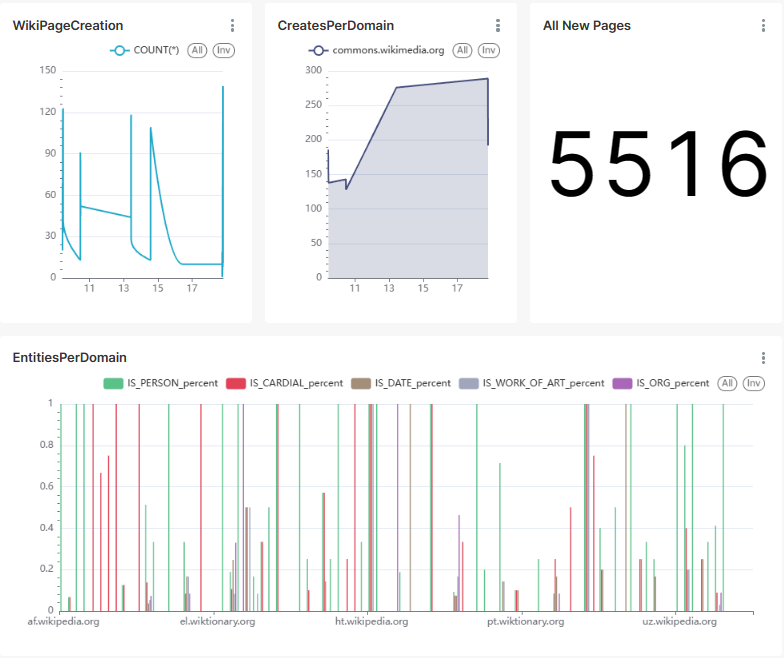 WikiPageCreation
COUNT(*) All Inv
150
120
90
60
30
0
11 13 15 17
CreatesPerDomain
commons.wikimedia.org All Inv
300
250
200
150
100
50
0
11 13 15 17
All New Pages
5516
EntitiesPerDomain
IS_PERSON_percent IS_CARDIAL_percent IS_DATE_percent IS_WORK_OF_ART_percent IS_ORG_percent All Inv
1
0.8
0.6
0.4
0.2
0
af.wikipedia.org el.wiktionary.org ht.wikipedia.org pt.wiktionary.org uz.wikipedia.org